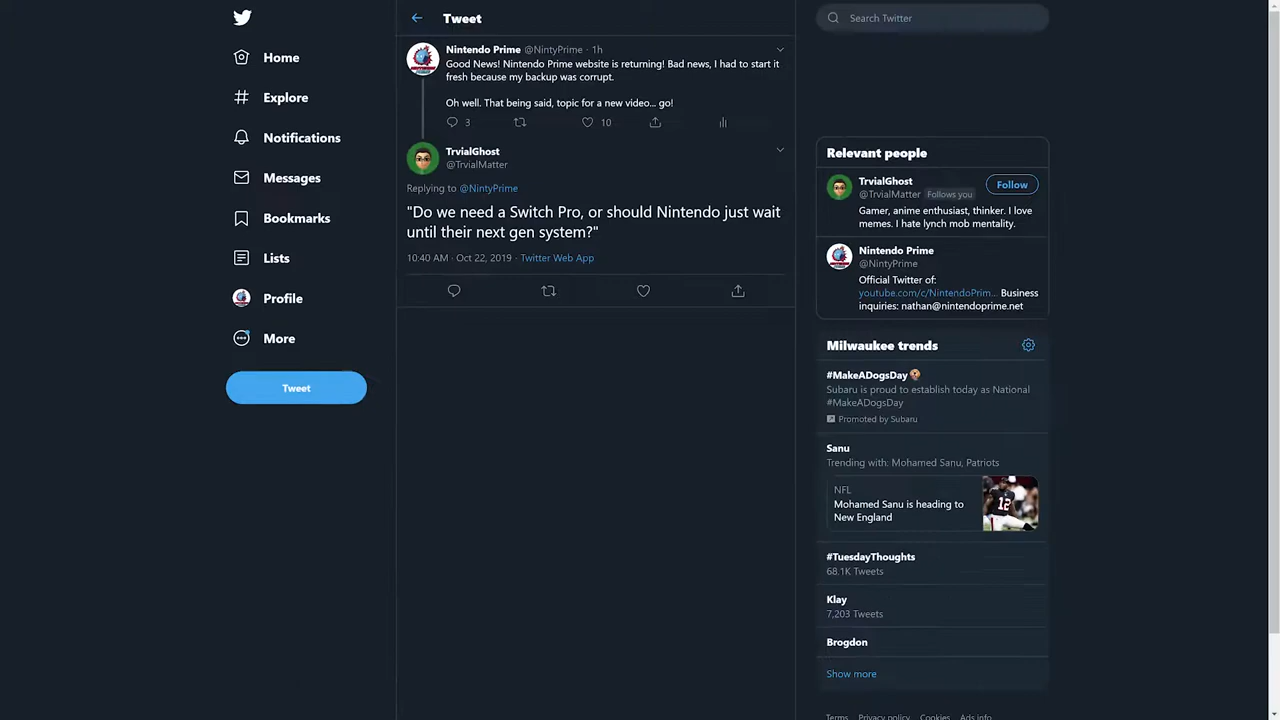 Home
Explore
Notifications
Messages
Bookmarks
Lists
Profile
More
Tweet
Tweet
Nintendo Prime @NintyPrime · 1h
Good News! Nintendo Prime website is returning! Bad news, I had to start it
fresh because my backup was corrupt.
Oh well. That being said, topic for a new video... go!
3
10
TrvialGhost
@TrvialMatter
Replying to @NintyPrime
"Do we need a Switch Pro, or should Nintendo just wait
until their next gen system?"
10:40 AM · Oct 22, 2019 · Twitter Web App
Search Twitter
Relevant people
TrvialGhost
@TrvialMatter Follows you
Follow
Gamer, anime enthusiast, thinker. I love
memes. I hate lynch mob mentality.
Nintendo Prime
@NintyPrime
Official Twitter of:
youtube.com/c/NintendoPrim... Business
inquiries: nathan@nintendoprime.net
Milwaukee trends
#MakeADogsDay
Subaru is proud to establish today as National
#MakeADogsDay
Promoted by Subaru
Sanu
Trending with: Mohamed Sanu, Patriots
NFL
Mohamed Sanu is heading to
New England
12
#TuesdayThoughts
68.1K Tweets
Klay
7,203 Tweets
Brogdon
Show more
Terms Privacy policy Cookies Ads info